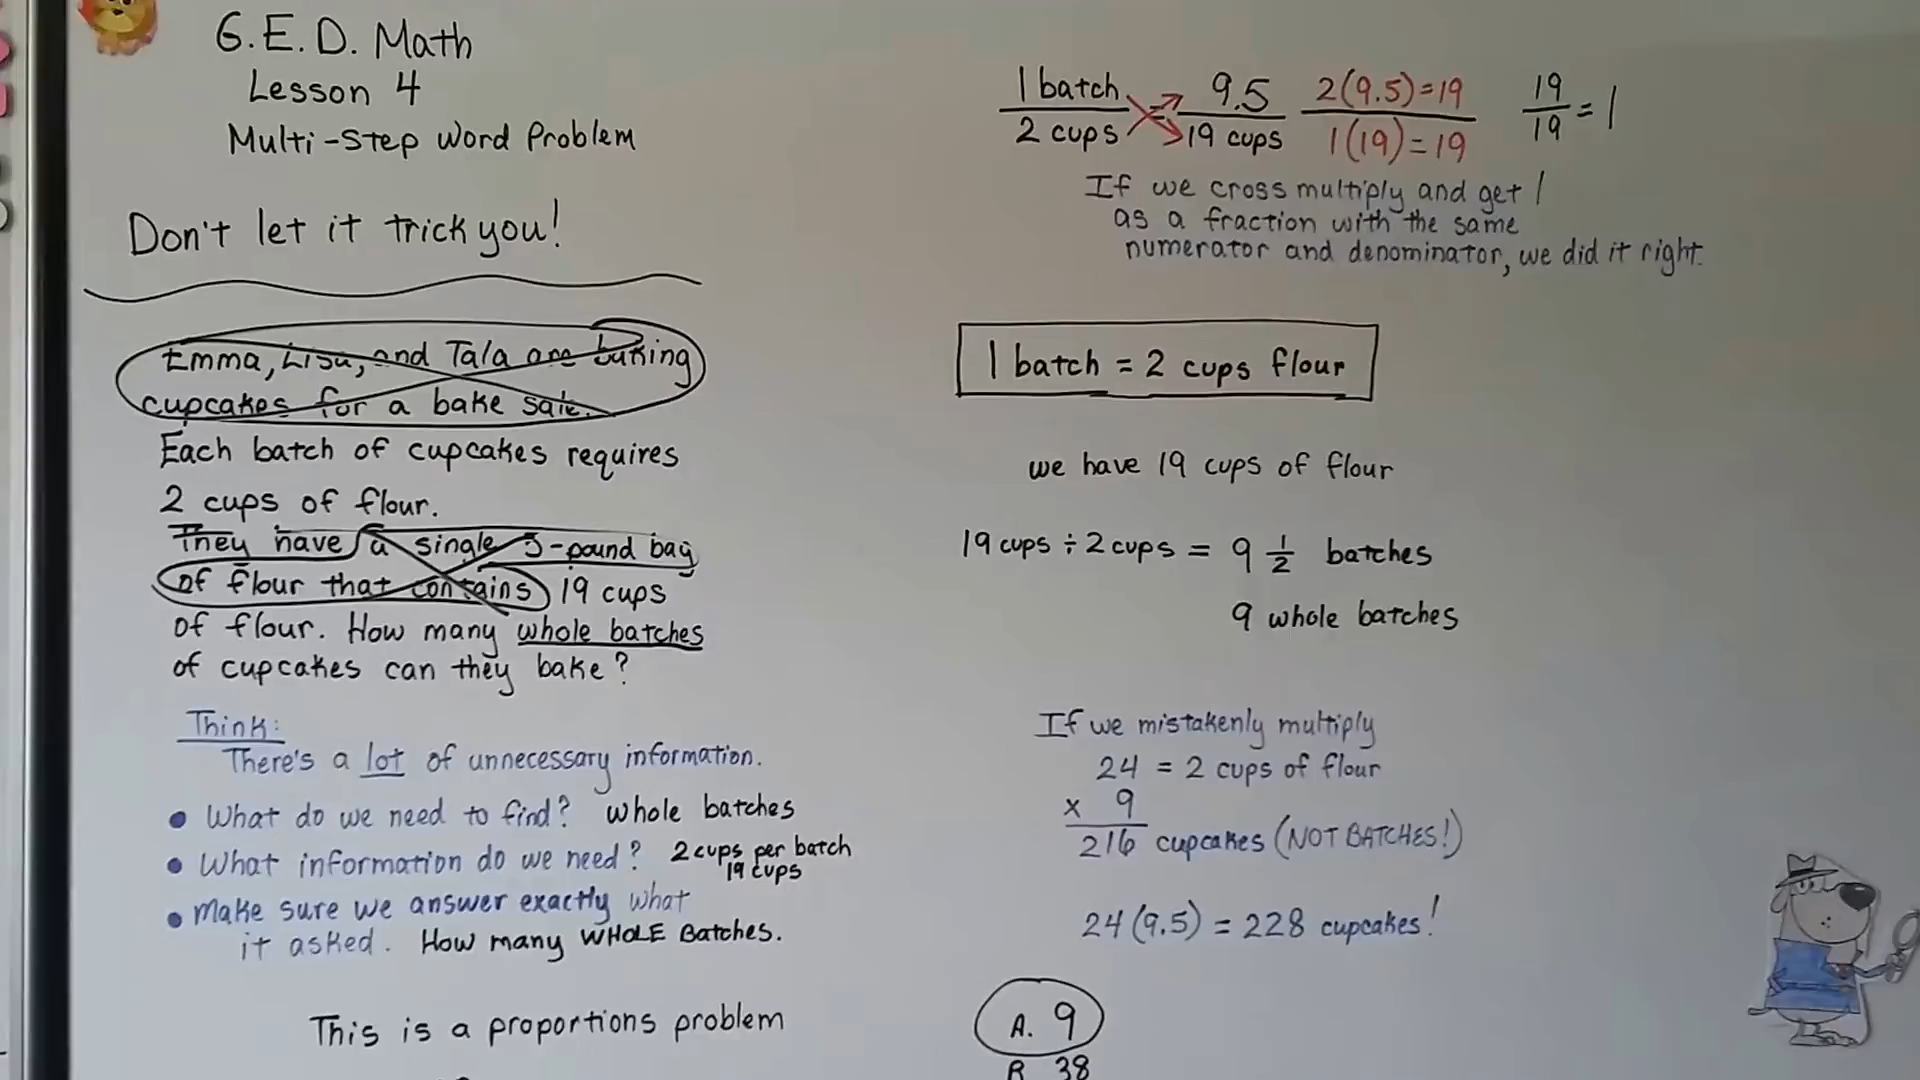 G.E.D. Math
Lesson 4
Multi-Step Word Problem
Don't let it trick you!
Emma, Lisa, and Tala are baking
cupcakes for a bake sale.
Each batch of cupcakes requires
2 cups of flour.
They have a single 5-pound bag
of flour that contains 19 cups
of flour. How many whole batches
of cupcakes can they bake?
Think:
There's a lot of unnecessary information.
• What do we need to find? whole batches
• What information do we need? 2 cups per batch
19 cups
• Make sure we answer exactly what
it asked. How many WHOLE Batches.
This is a proportions problem
1 batch = 9.5 2(9.5)=19 19 = 1
2 cups 19 cups 1(19)=19 19
If we cross multiply and get 1
as a fraction with the same
numerator and denominator, we did it right.
1 batch = 2 cups flour
we have 19 cups of flour
19 cups ÷ 2 cups = 9 1/2 batches
9 whole batches
If we mistakenly multiply
24 = 2 cups of flour
x 9
216 cupcakes (NOT BATCHES!)
24(9.5) = 228 cupcakes!
A. 9
B 38